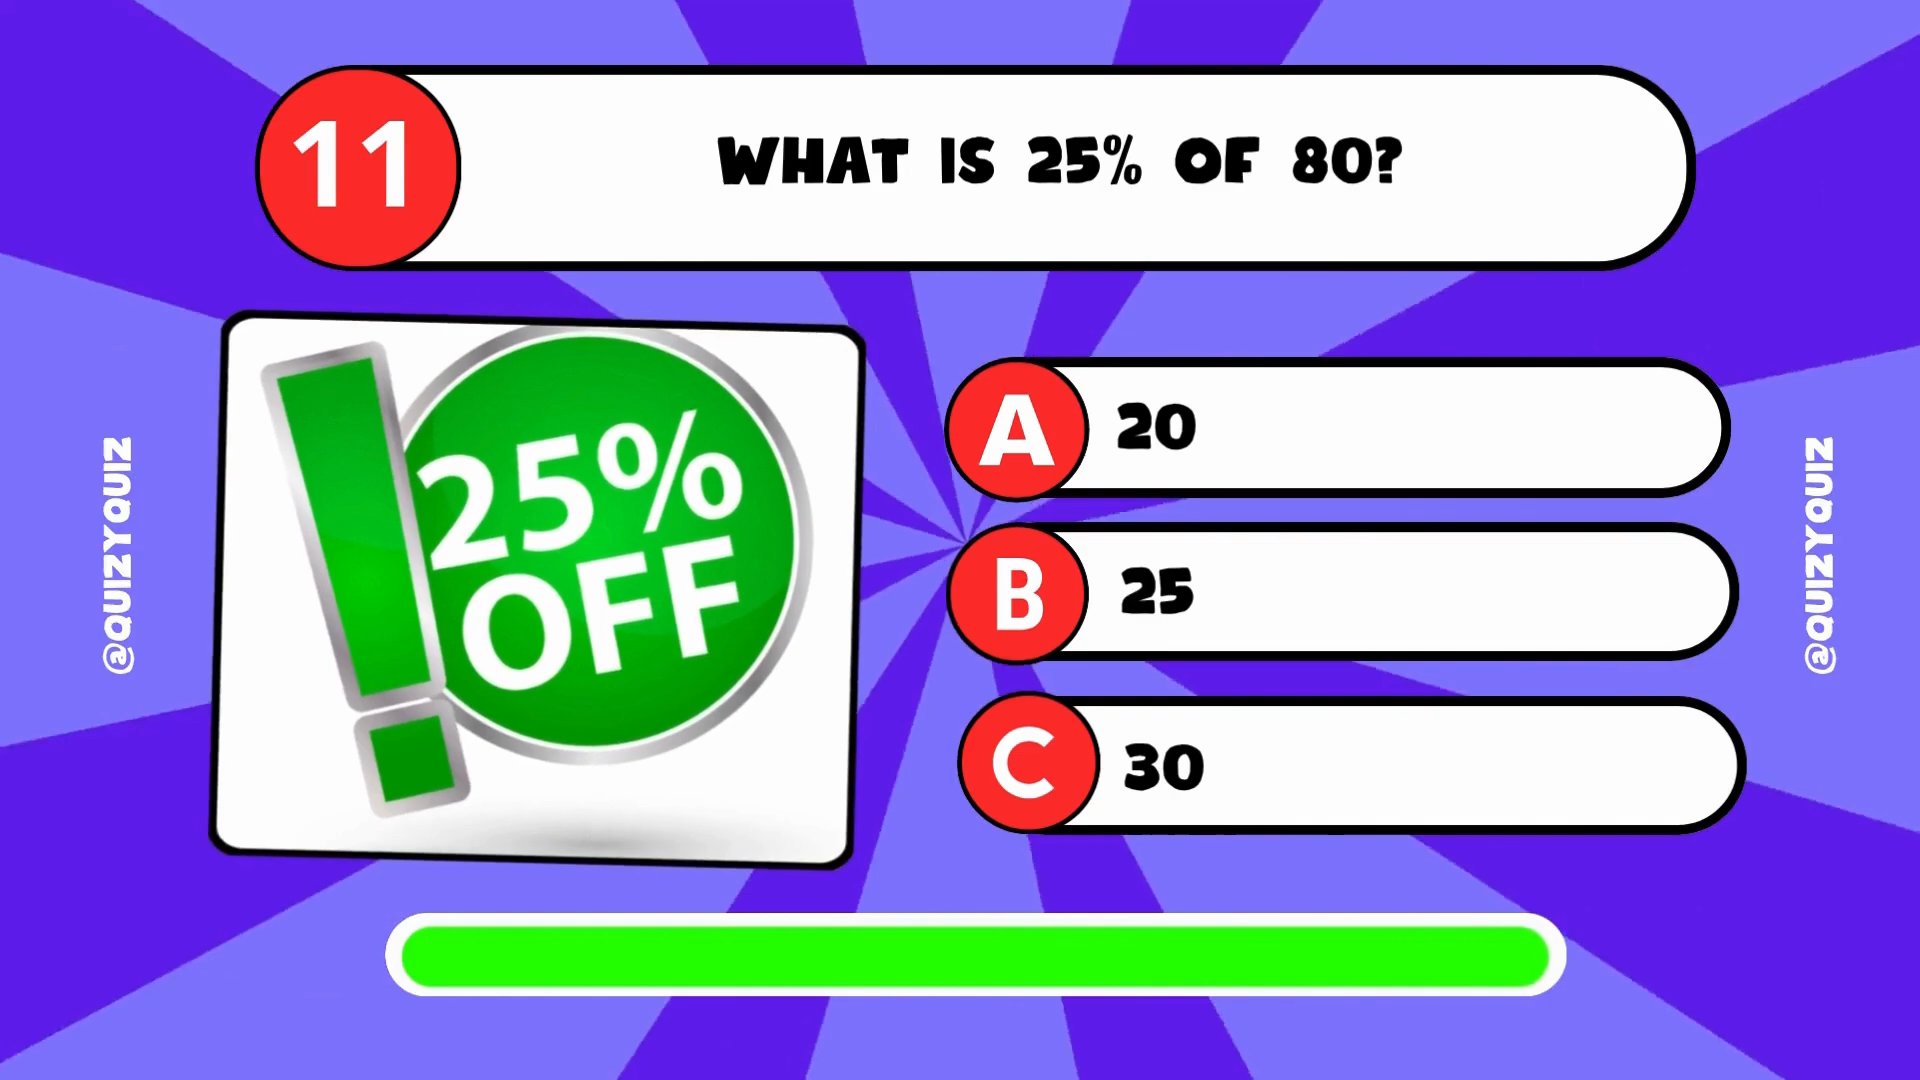 11
WHAT IS 25% OF 80?
25%
OFF
A 20
B 25
C 30
@QUIZYQUIZ
@QUIZYQUIZ